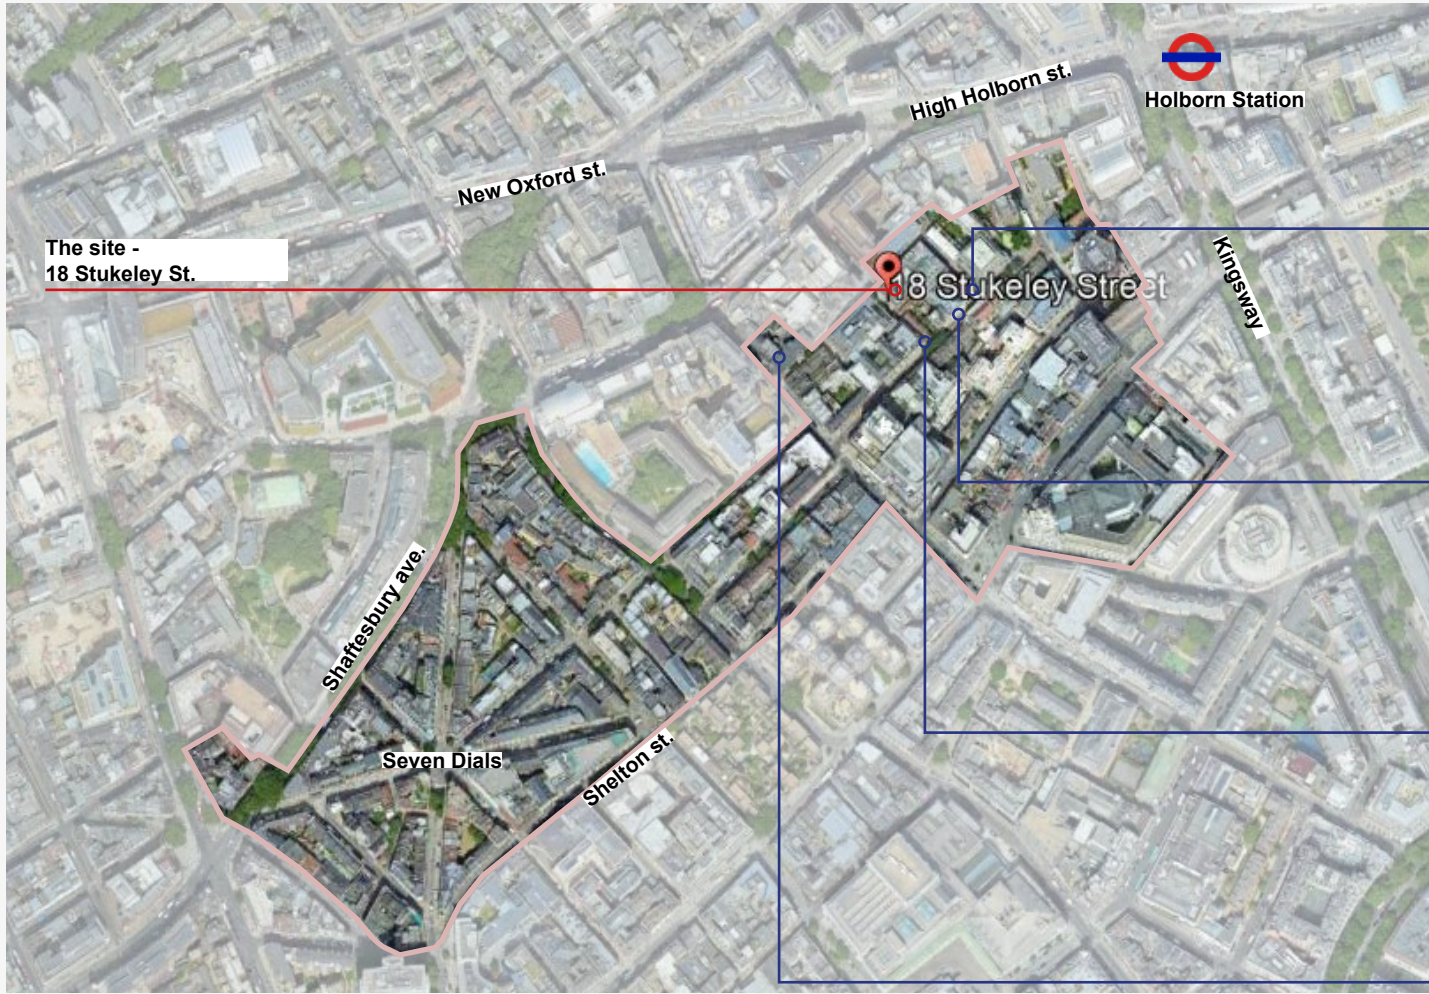 High Holborn st.
Holborn Station
New Oxford st.
The site -
18 Stukeley St.
18 Stukeley Street
Kingsway
Shaftesbury ave.
Seven Dials
Shelton st.